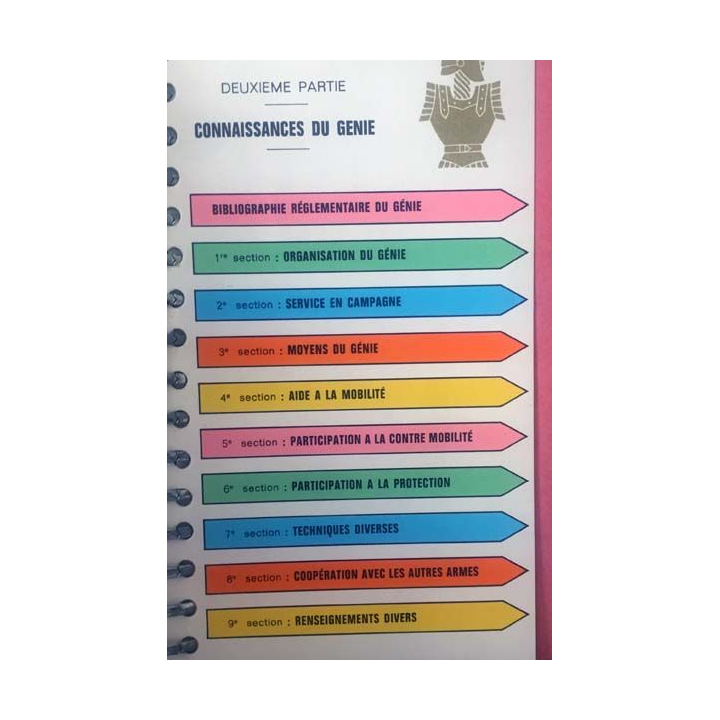 DEUXIEME PARTIE
CONNAISSANCES DU GENIE
BIBLIOGRAPHIE RÉGLEMENTAIRE DU GÉNIE
1re section : ORGANISATION DU GÉNIE
2e section : SERVICE EN CAMPAGNE
3e section : MOYENS DU GÉNIE
4e section : AIDE A LA MOBILITÉ
5e section : PARTICIPATION A LA CONTRE MOBILITÉ
6e section : PARTICIPATION A LA PROTECTION
7e section : TECHNIQUES DIVERSES
8e section : COOPÉRATION AVEC LES AUTRES ARMES
9e section : RENSEIGNEMENTS DIVERS